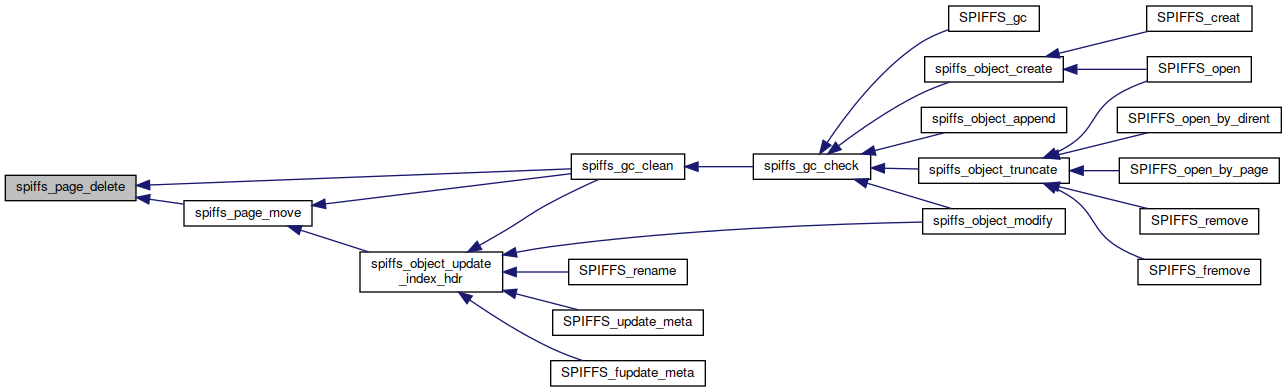 SPIFFS_gc
SPIFFS_creat
spiffs_object_create
SPIFFS_open
spiffs_object_append
SPIFFS_open_by_dirent
spiffs_page_delete
spiffs_gc_clean
spiffs_gc_check
spiffs_object_truncate
SPIFFS_open_by_page
spiffs_page_move
spiffs_object_modify
SPIFFS_remove
spiffs_object_update
_index_hdr
SPIFFS_rename
SPIFFS_fremove
SPIFFS_update_meta
SPIFFS_fupdate_meta